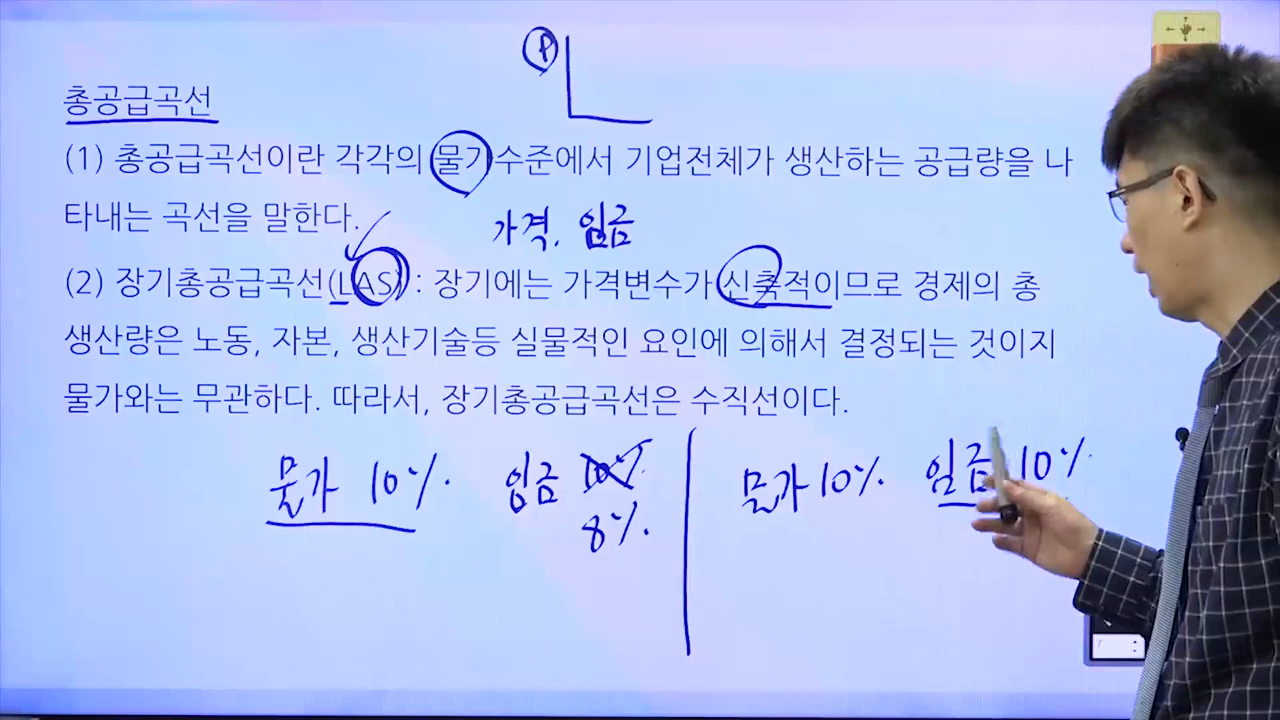 P
총공급곡선
(1) 총공급곡선이란 각각의 물가수준에서 기업전체가 생산하는 공급량을 나
타내는 곡선을 말한다.
가격, 임금
(2) 장기총공급곡선(LAS) : 장기에는 가격변수가 신축적이므로 경제의 총
생산량은 노동, 자본, 생산기술등 실물적인 요인에 의해서 결정되는 것이지
물가와는 무관하다. 따라서, 장기총공급곡선은 수직선이다.
물가 10% 임금 10% 물가 10% 임금 10%
8%